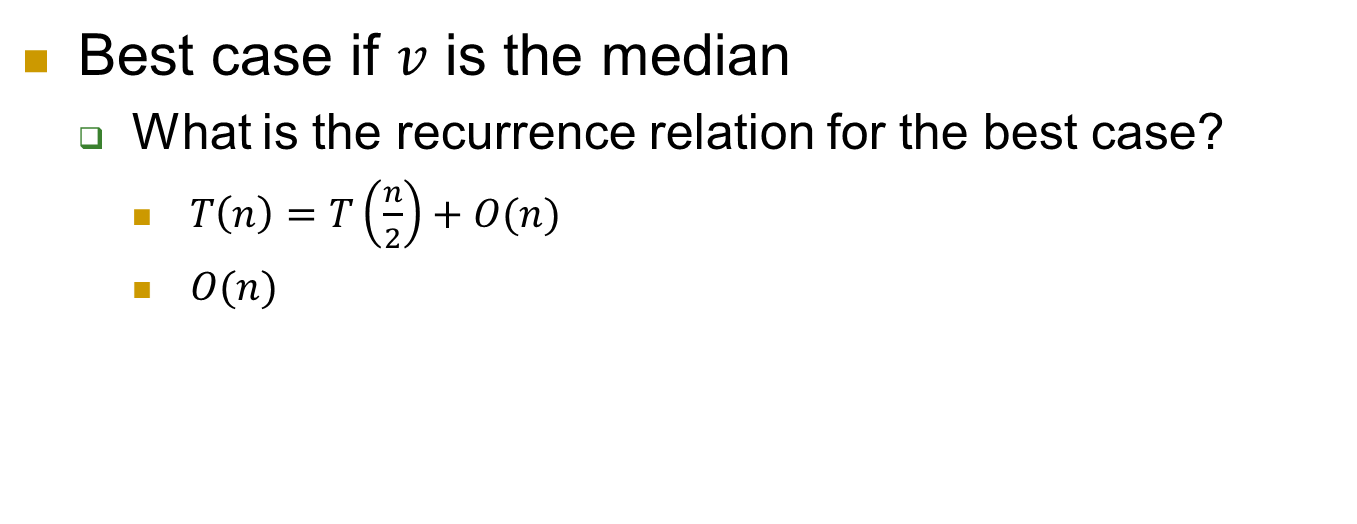 Best case if 𝑣 is the median
What is the recurrence relation for the best case?
𝑇(𝑛) = 𝑇(𝑛/2) + 𝑂(𝑛)
𝑂(𝑛)